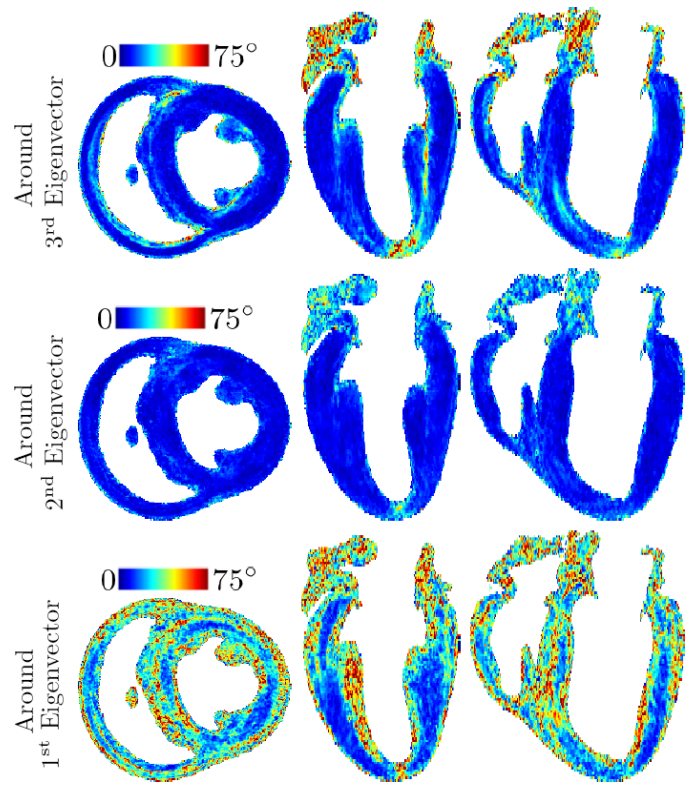 0 75°
Around
3rd Eigenvector
0 75°
Around
2nd Eigenvector
0 75°
Around
1st Eigenvector